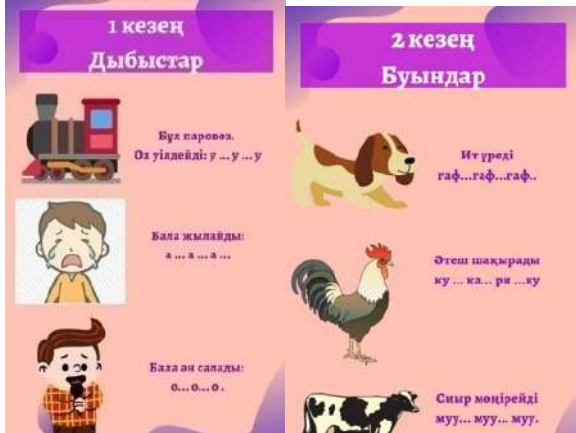 1 кезең
Дыбыстар
Бұл паровоз.
Ол уілдейді: у ... у ... у
Бала жылайды:
а ... а ... а ...
Бала ән салады:
о... о... о .
2 кезең
Буындар
Ит үреді
гаф...гаф...гаф..
Әтеш шақырады
ку ... ка... ри ...ку
Сиыр мөңірейді
муу... муу... муу.